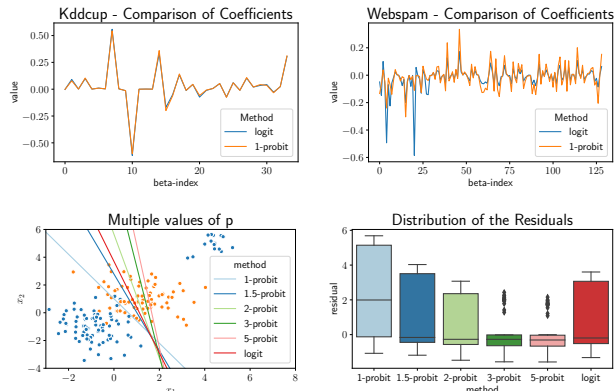 Kddcup - Comparison of Coefficients
value
0.50
0.25
0.00
−0.25
−0.50
Method
logit
1-probit
0
10
20
30
beta-index
Webspam - Comparison of Coefficients
value
0.2
0.0
−0.2
−0.4
−0.6
Method
logit
1-probit
0
25
50
75
100
125
beta-index
Multiple values of p
x₂
6
4
2
0
−2
−4
method
1-probit
1.5-probit
2-probit
3-probit
5-probit
logit
−2
0
2
4
6
8
x₁
Distribution of the Residuals
residual
6
4
2
0
1-probit
1.5-probit
2-probit
3-probit
5-probit
logit
method